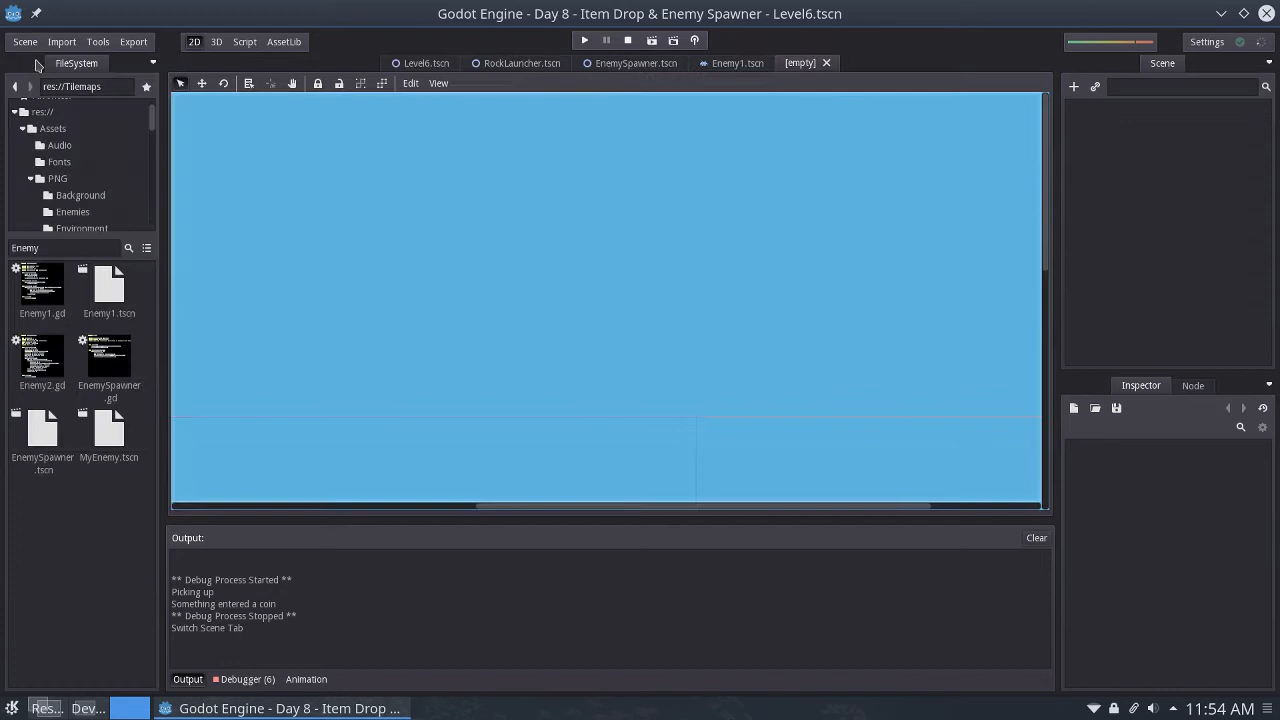 Godot Engine - Day 8 - Item Drop & Enemy Spawner - Level6.tscn
Scene Import Tools Export 2D 3D Script AssetLib Settings
FileSystem Level6.tscn RockLauncher.tscn EnemySpawner.tscn Enemy1.tscn [empty] Scene
res://Tilemaps Edit View
res://
Assets
Audio
Fonts
PNG
Background
Enemies
Environment
Enemy
Enemy1.gd Enemy1.tscn
Enemy2.gd EnemySpawner
.gd
EnemySpawner MyEnemy.tscn
.tscn
Inspector Node
Output: Clear
** Debug Process Started **
Picking up
Something entered a coin
** Debug Process Stopped **
Switch Scene Tab
Output Debugger (6) Animation
Res... Dev... Godot Engine - Day 8 - Item Drop ... 11:54 AM